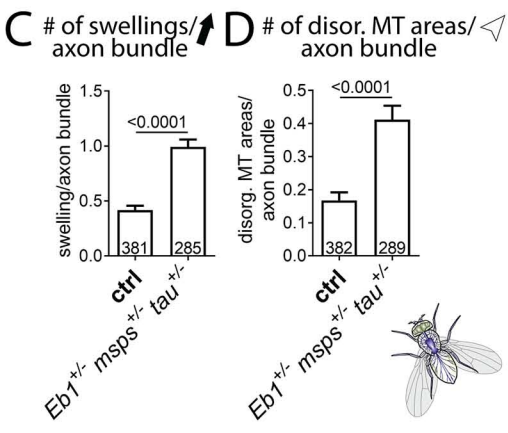 C # of swellings/
axon bundle
swelling/axon bundle
1.5
1.0
0.5
0.0
<0.0001
381
285
ctrl
Eb1+/- msps+/- tau+/-
D # of disor. MT areas/
axon bundle
disorg. MT areas/
axon bundle
0.5
0.4
0.3
0.2
0.1
0.0
<0.0001
382
289
ctrl
Eb1+/- msps+/- tau+/-